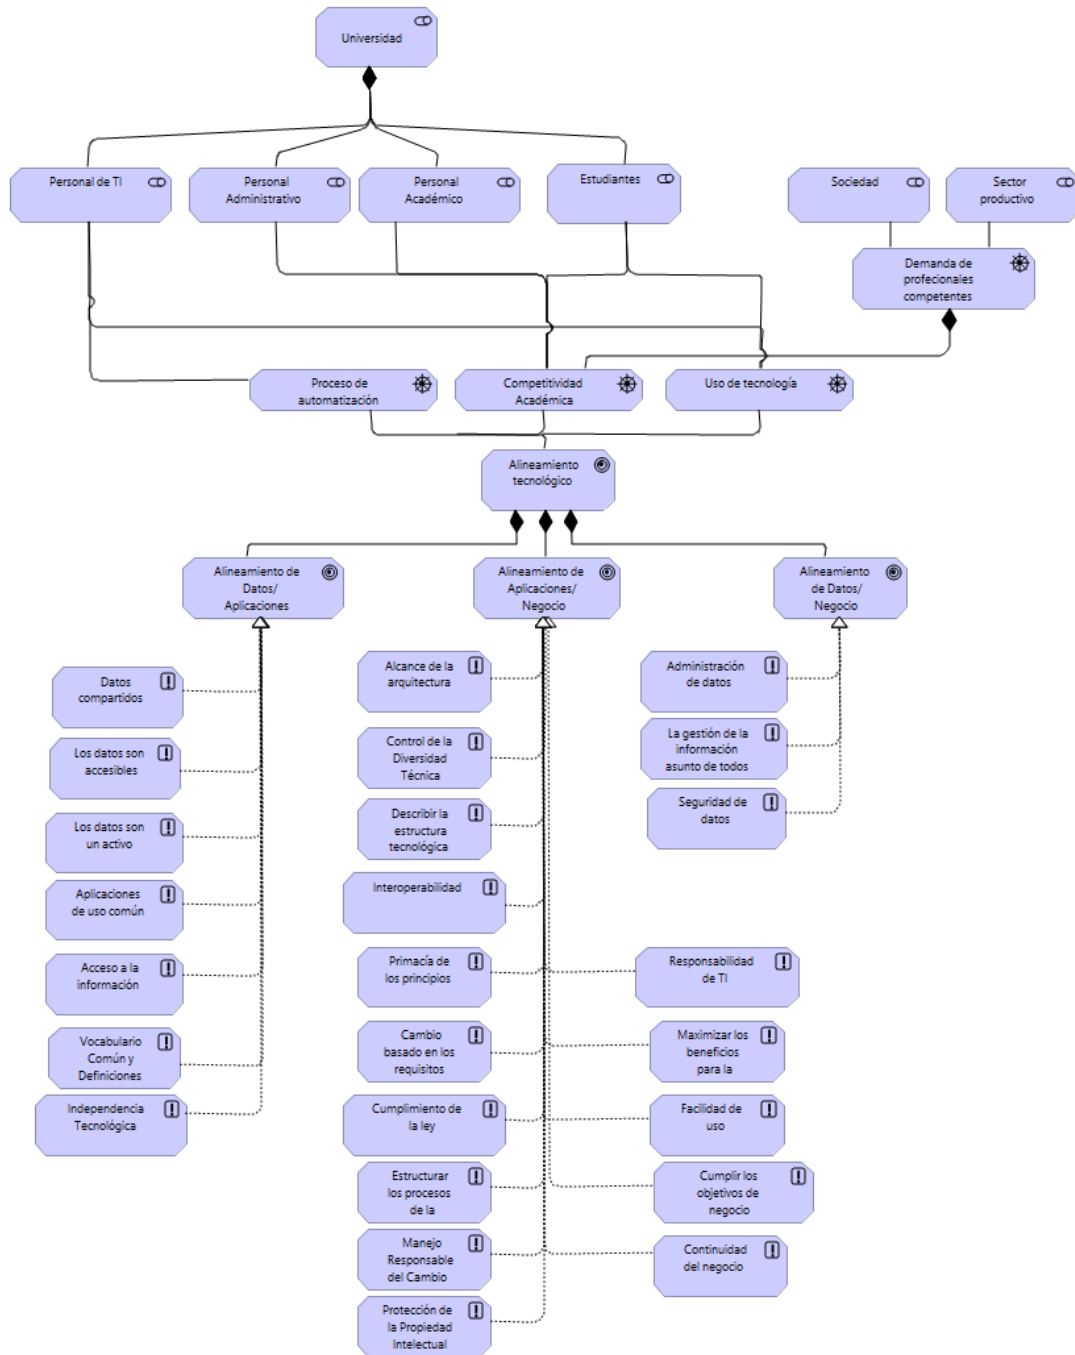 Universidad
Personal de TI
Personal
Administrativo
Personal
Académico
Estudiantes
Sociedad
Sector
productivo
Demanda de
profecionales
competentes
Proceso de
automatización
Competitividad
Académica
Uso de tecnología
Alineamiento
tecnológico
Alineamiento de
Datos/
Aplicaciones
Alineamiento de
Aplicaciones/
Negocio
Alineamiento
de Datos/
Negocio
Datos
compartidos
Los datos son
accesibles
Los datos son
un activo
Aplicaciones
de uso común
Acceso a la
información
Vocabulario
Común y
Definiciones
Independencia
Tecnológica
Alcance de la
arquitectura
Control de la
Diversidad
Técnica
Describir la
estructura
tecnológica
Interoperabilidad
Primacía de
los principios
Cambio
basado en los
requisitos
Cumplimiento de
la ley
Estructurar
los procesos
de la
Manejo
Responsable
del Cambio
Protección de
la Propiedad
Intelectual
Administración
de datos
La gestión de la
información
asunto de todos
Seguridad de
datos
Responsabilidad
de TI
Maximizar los
beneficios
para la
Facilidad de
uso
Cumplir los
objetivos de
negocio
Continuidad
del negocio